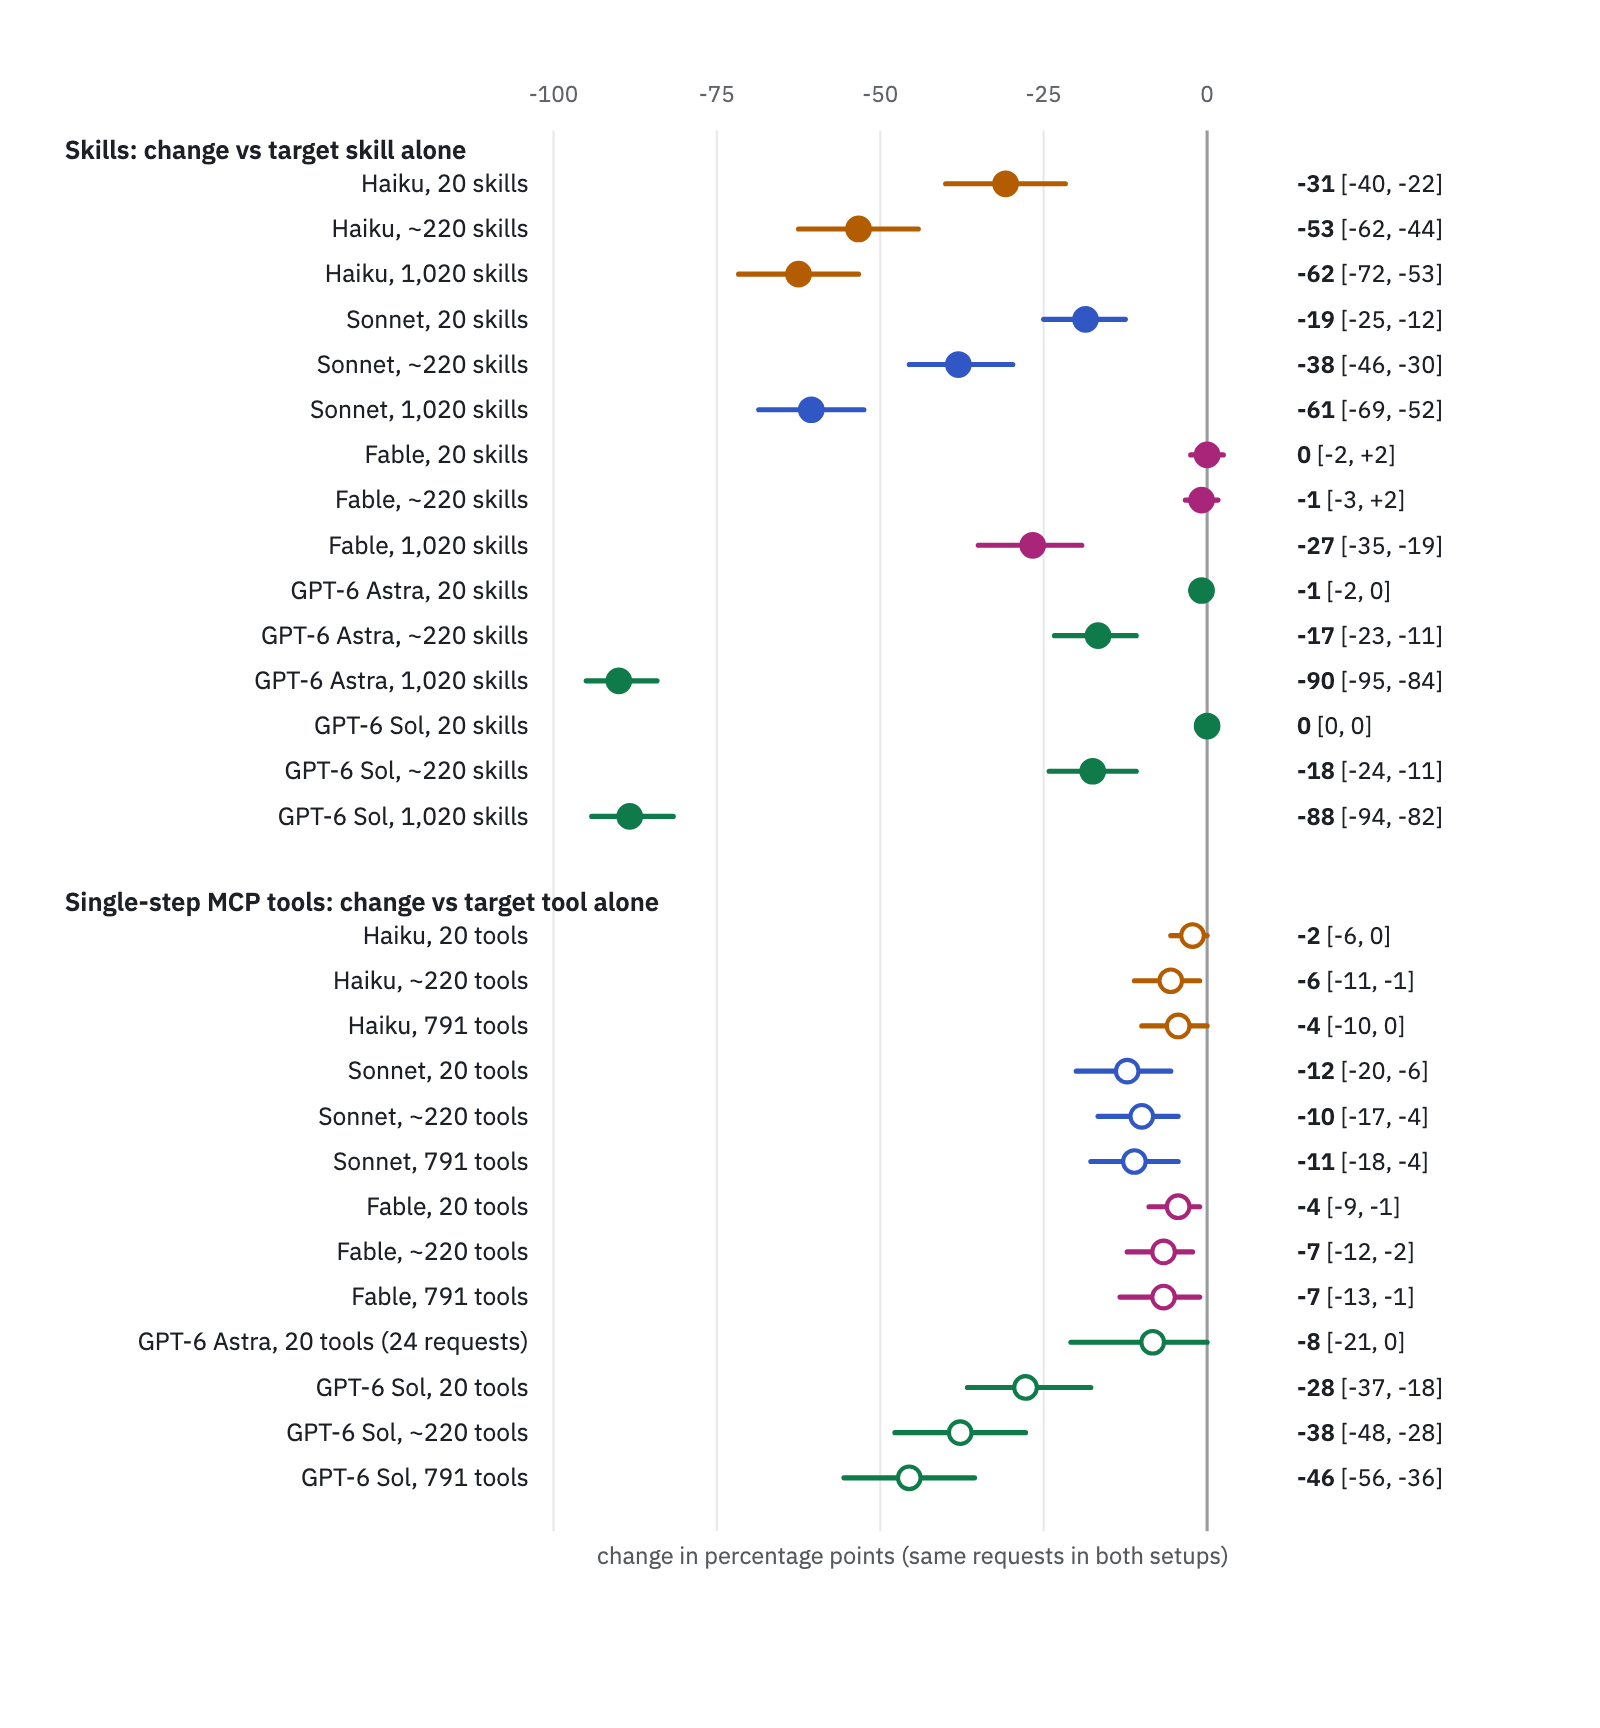 -100 -75 -50 -25 0
Skills: change vs target skill alone
Haiku, 20 skills -31 [-40, -22]
Haiku, ~220 skills -53 [-62, -44]
Haiku, 1,020 skills -62 [-72, -53]
Sonnet, 20 skills -19 [-25, -12]
Sonnet, ~220 skills -38 [-46, -30]
Sonnet, 1,020 skills -61 [-69, -52]
Fable, 20 skills 0 [-2, +2]
Fable, ~220 skills -1 [-3, +2]
Fable, 1,020 skills -27 [-35, -19]
GPT-6 Astra, 20 skills -1 [-2, 0]
GPT-6 Astra, ~220 skills -17 [-23, -11]
GPT-6 Astra, 1,020 skills -90 [-95, -84]
GPT-6 Sol, 20 skills 0 [0, 0]
GPT-6 Sol, ~220 skills -18 [-24, -11]
GPT-6 Sol, 1,020 skills -88 [-94, -82]
Single-step MCP tools: change vs target tool alone
Haiku, 20 tools -2 [-6, 0]
Haiku, ~220 tools -6 [-11, -1]
Haiku, 791 tools -4 [-10, 0]
Sonnet, 20 tools -12 [-20, -6]
Sonnet, ~220 tools -10 [-17, -4]
Sonnet, 791 tools -11 [-18, -4]
Fable, 20 tools -4 [-9, -1]
Fable, ~220 tools -7 [-12, -2]
Fable, 791 tools -7 [-13, -1]
GPT-6 Astra, 20 tools (24 requests) -8 [-21, 0]
GPT-6 Sol, 20 tools -28 [-37, -18]
GPT-6 Sol, ~220 tools -38 [-48, -28]
GPT-6 Sol, 791 tools -46 [-56, -36]
change in percentage points (same requests in both setups)